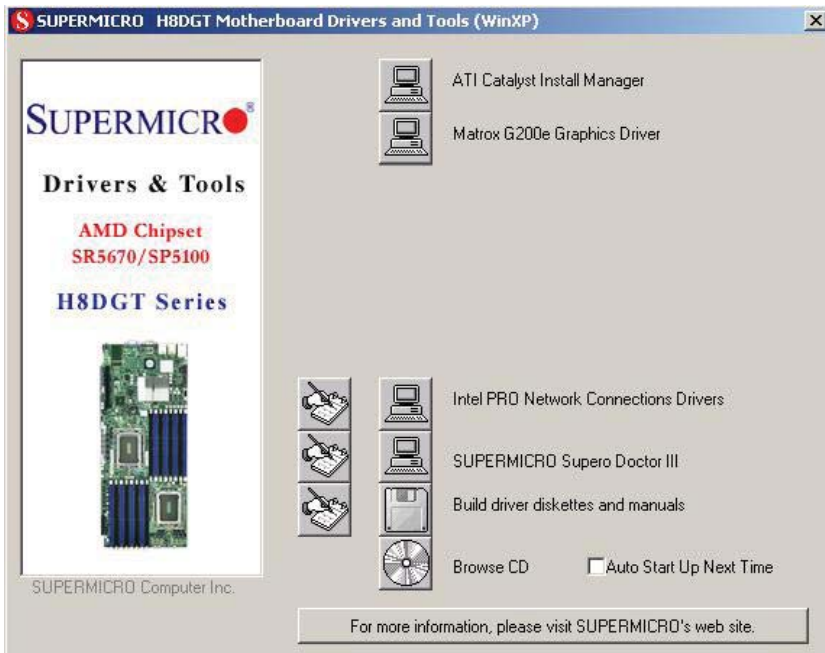 SUPERMICRO H8DGT Motherboard Drivers and Tools (WinXP)
SUPERMICRO®
Drivers & Tools
AMD Chipset
SR5670/SP5100
H8DGT Series
SUPERMICRO Computer Inc.
ATI Catalyst Install Manager
Matrox G200e Graphics Driver
Intel PRO Network Connections Drivers
SUPERMICRO Supero Doctor III
Build driver diskettes and manuals
Browse CD
Auto Start Up Next Time
For more information, please visit SUPERMICRO's web site.